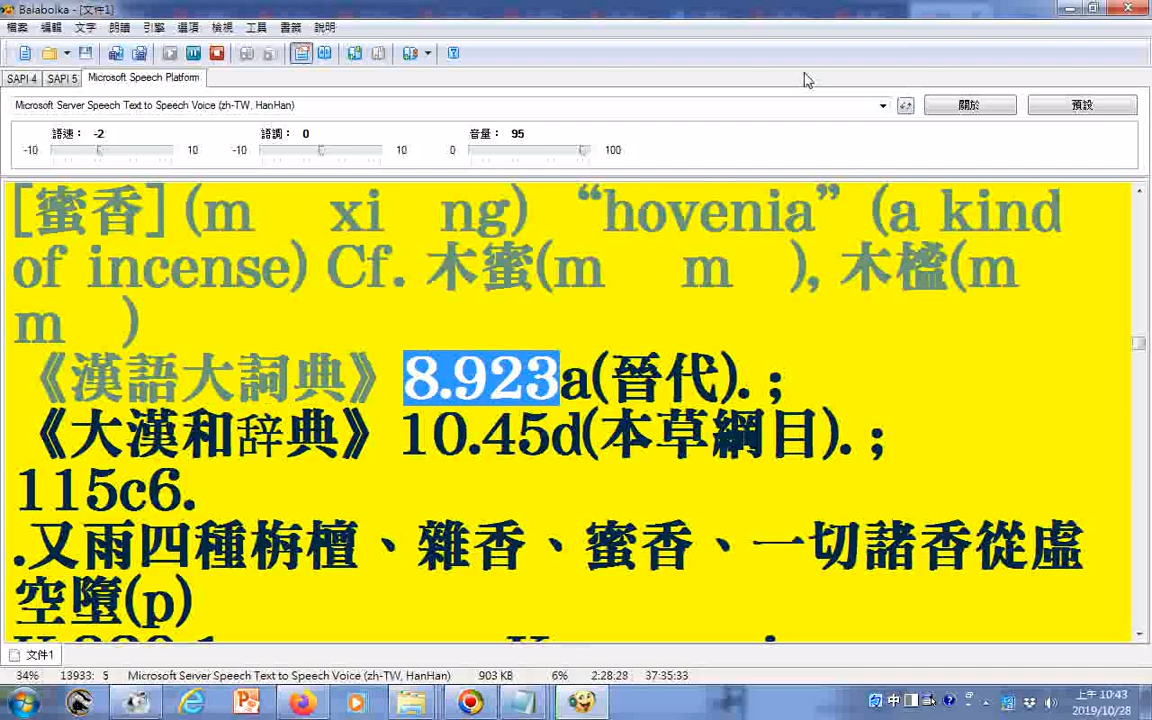 Balabolka - [文件1]
檔案 編輯 文字 朗讀 引擎 選項 檢視 工具 書籤 說明
SAPI 4 SAPI 5 Microsoft Speech Platform
Microsoft Server Speech Text to Speech Voice (zh-TW, HanHan) 關於 預設
語速： -2 語調： 0 音量： 95
-10 10 -10 10 0 100
[蜜香] (m xi ng) “hovenia” (a kind
of incense) Cf. 木蜜(m m ), 木櫁(m
m )
《漢語大詞典》 8.923a(晉代).；
《大漢和辞典》 10.45d(本草綱目).；
115c6.
.又雨四種栴檀、雜香、蜜香、一切諸香從虛
空墮(p)
文件1
34% 13933: 5 Microsoft Server Speech Text to Speech Voice (zh-TW, HanHan) 903 KB 6% 2:28:28 37:35:33
中 上午 10:43
2019/10/28